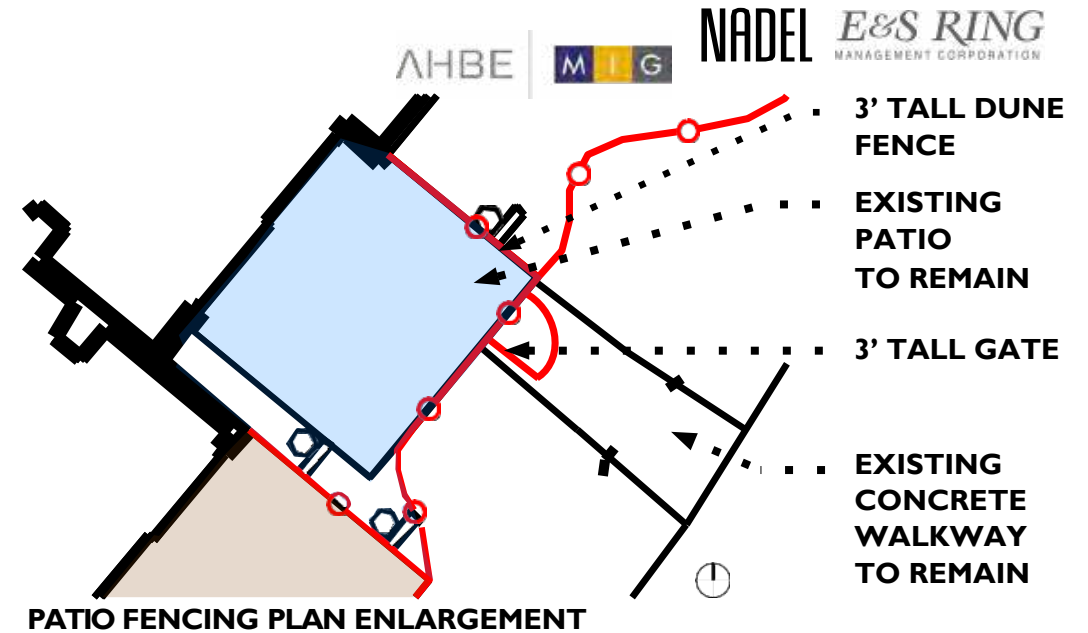 AHBE
MIG
NADEL
E&S RING
MANAGEMENT CORPORATION
3’ TALL DUNE
FENCE
EXISTING
PATIO
TO REMAIN
3’ TALL GATE
EXISTING
CONCRETE
WALKWAY
TO REMAIN
PATIO FENCING PLAN ENLARGEMENT